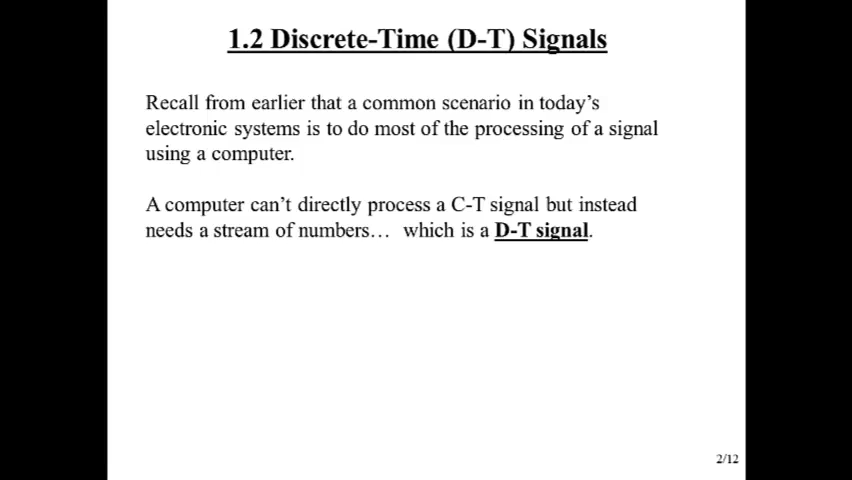 1.2 Discrete-Time (D-T) Signals
Recall from earlier that a common scenario in today’s
electronic systems is to do most of the processing of a signal
using a computer.
A computer can’t directly process a C-T signal but instead
needs a stream of numbers… which is a D-T signal.
2/12